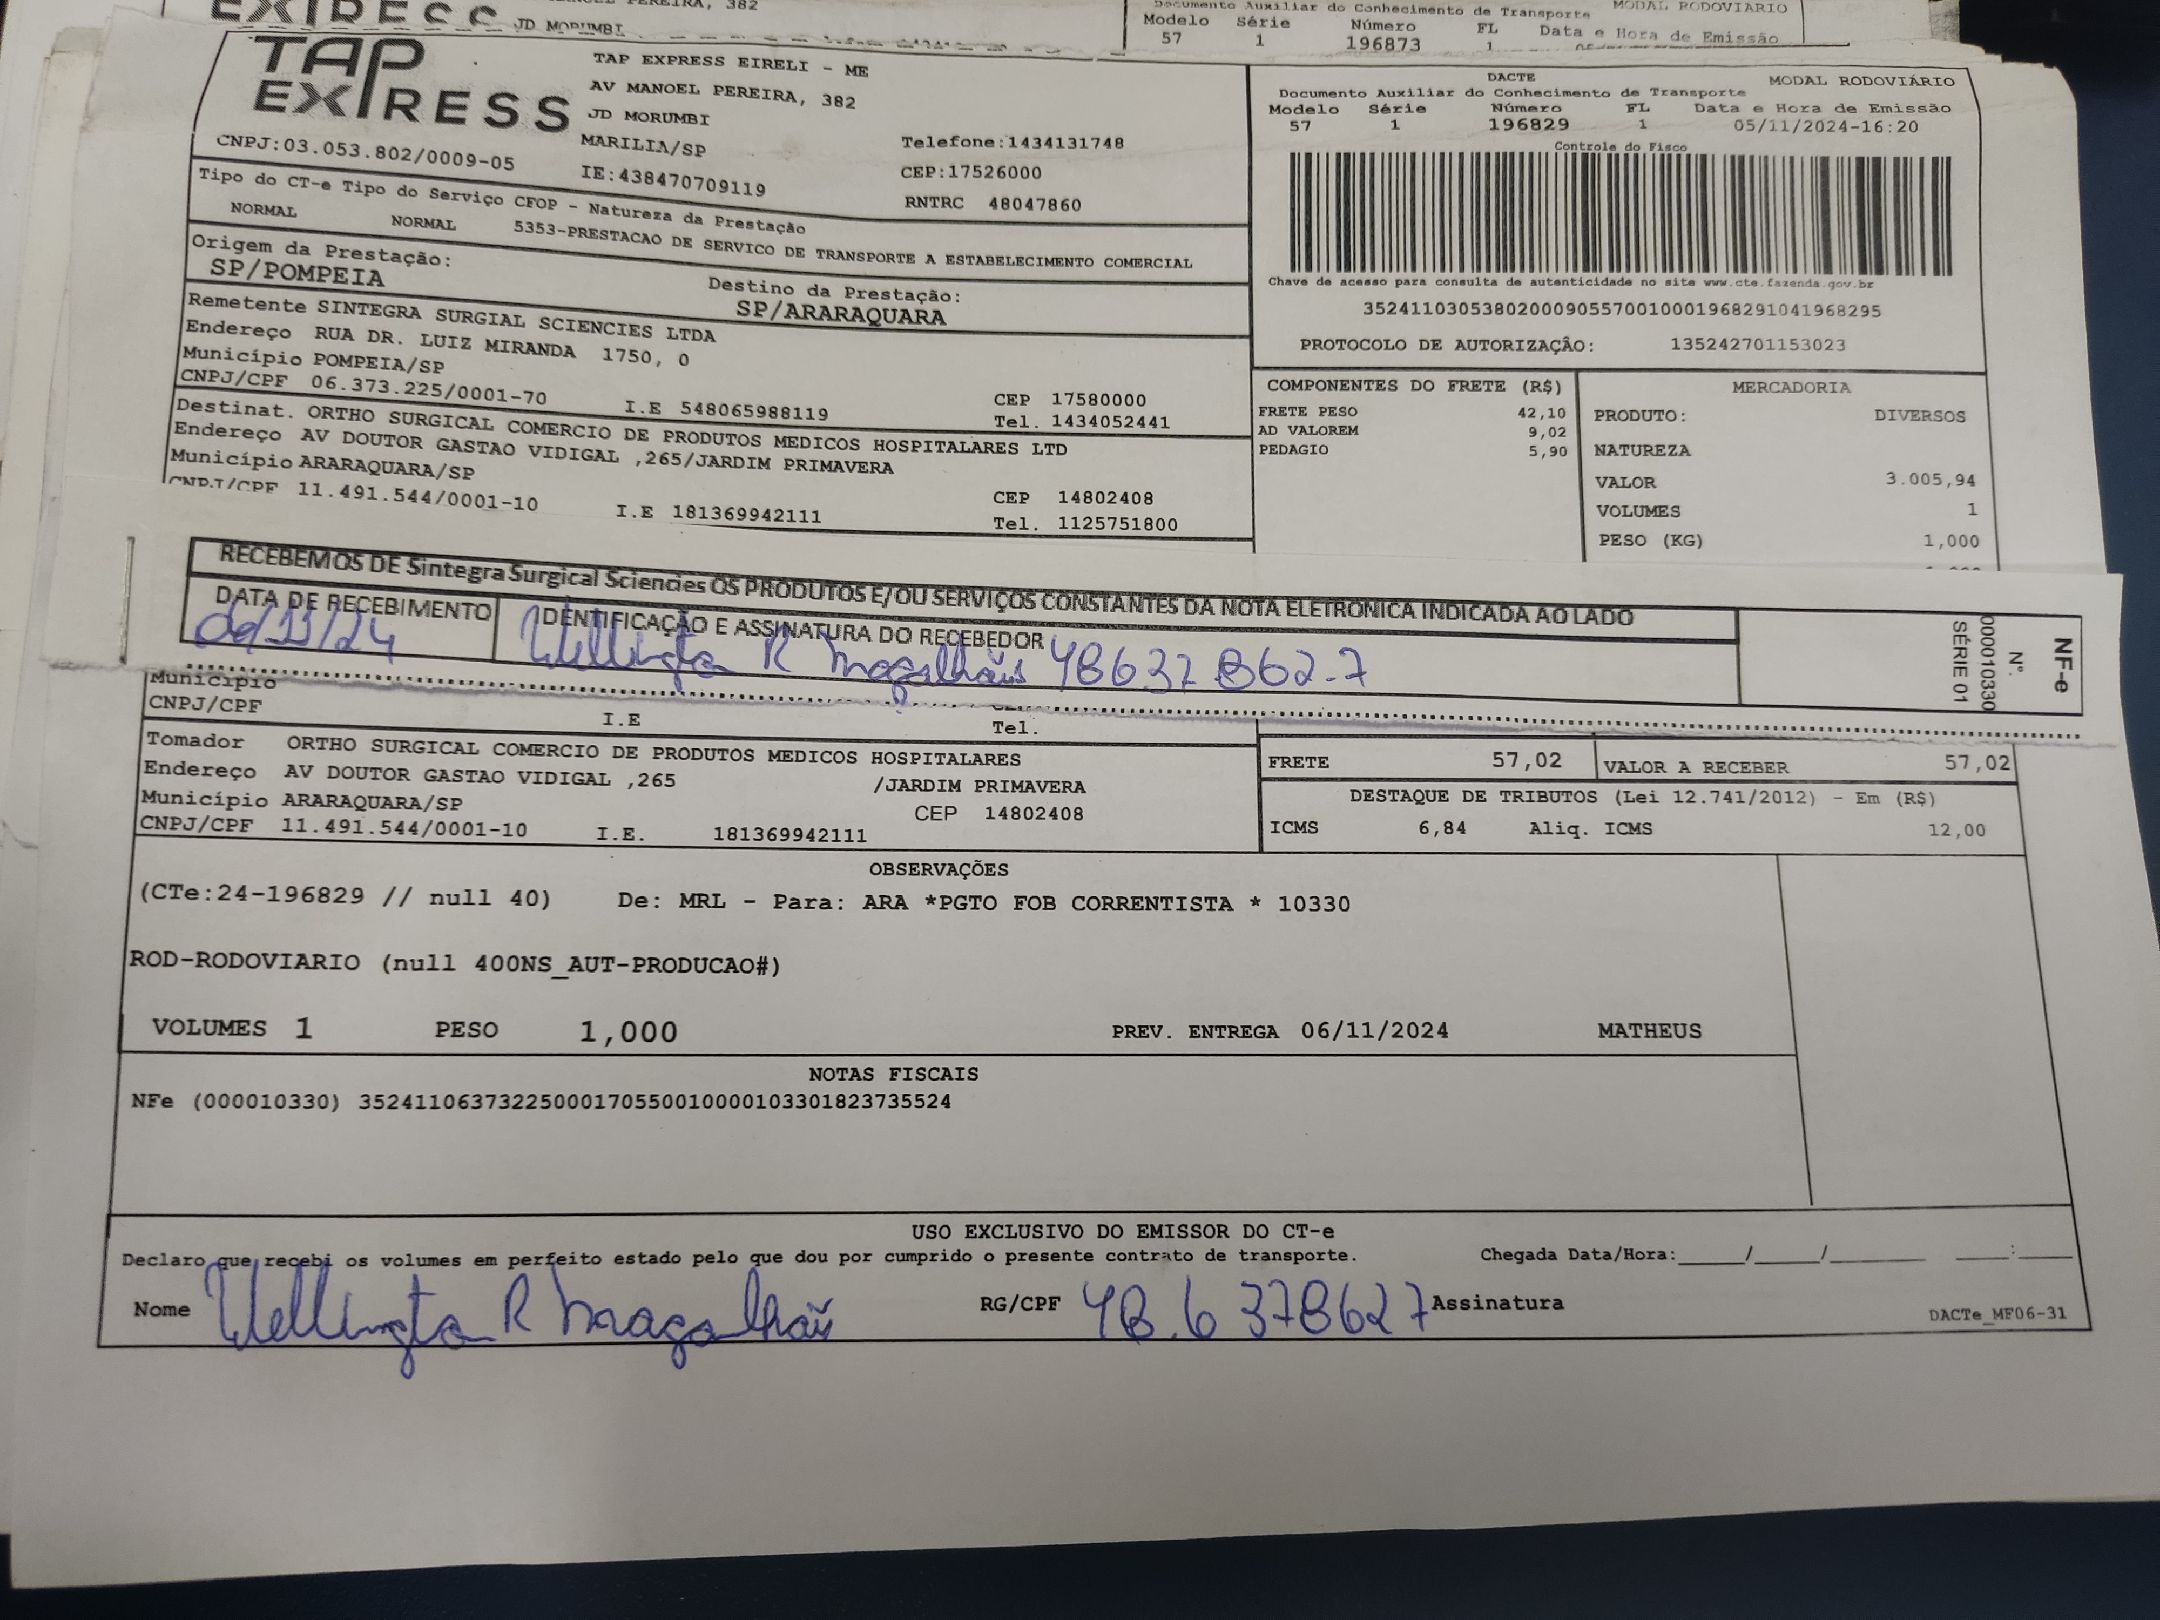 EXPRESS
JD MORUMBI
PEREIRA, 382
Documento Auxiliar do Conhecimento de Transporte
MODAL RODOVIÁRIO
Modelo Série Número FL Data e Hora de Emissão
57 1 196873 1
TAP EXPRESS
TAP EXPRESS EIRELI - ME
AV MANOEL PEREIRA, 382
JD MORUMBI
MARILIA/SP
Telefone:1434131748
CNPJ:03.053.802/0009-05
IE:438470709119
CEP:17526000
RNTRC 48047860
DACTE
MODAL RODOVIÁRIO
Documento Auxiliar do Conhecimento de Transporte
Modelo Série Número FL Data e Hora de Emissão
57 1 196829 1 05/11/2024-16:20
Controle do Fisco
Chave de acesso para consulta de autenticidade no site www.cte.fazenda.gov.br
35241103053802000905570010001968291041968295
PROTOCOLO DE AUTORIZAÇÃO: 135242701153023
Tipo do CT-e Tipo do Serviço CFOP - Natureza da Prestação
NORMAL NORMAL 5353-PRESTACAO DE SERVICO DE TRANSPORTE A ESTABELECIMENTO COMERCIAL
Origem da Prestação:
SP/POMPEIA
Destino da Prestação:
SP/ARARAQUARA
Remetente SINTEGRA SURGIAL SCIENCIES LTDA
Endereço RUA DR. LUIZ MIRANDA 1750, 0
Município POMPEIA/SP
CEP 17580000
CNPJ/CPF 06.373.225/0001-70 I.E 548065988119 Tel. 1434052441
Destinat. ORTHO SURGICAL COMERCIO DE PRODUTOS MEDICOS HOSPITALARES LTD
Endereço AV DOUTOR GASTAO VIDIGAL ,265/JARDIM PRIMAVERA
Município ARARAQUARA/SP
CEP 14802408
CNPJ/CPF 11.491.544/0001-10 I.E 181369942111 Tel. 1125751800
COMPONENTES DO FRETE (R$)
FRETE PESO 42,10
AD VALOREM 9,02
PEDAGIO 5,90
MERCADORIA
PRODUTO: DIVERSOS
NATUREZA
VALOR 3.005,94
VOLUMES 1
PESO (KG) 1,000
RECEBEMOS DE Sintegra Surgical Sciencies OS PRODUTOS E/OU SERVIÇOS CONSTANTES DA NOTA ELETRÔNICA INDICADA AO LADO
DATA DE RECEBIMENTO
06/11/24
IDENTIFICAÇÃO E ASSINATURA DO RECEBEDOR
Wellington R Magalhães 48637862-7
NF-e
Nº.
000010330
SÉRIE 01
Município
CNPJ/CPF I.E Tel.
Tomador ORTHO SURGICAL COMERCIO DE PRODUTOS MEDICOS HOSPITALARES
Endereço AV DOUTOR GASTAO VIDIGAL ,265 /JARDIM PRIMAVERA
Município ARARAQUARA/SP CEP 14802408
CNPJ/CPF 11.491.544/0001-10 I.E. 181369942111
FRETE 57,02 VALOR A RECEBER 57,02
DESTAQUE DE TRIBUTOS (Lei 12.741/2012) - Em (R$)
ICMS 6,84 Aliq. ICMS 12,00
OBSERVAÇÕES
(CTe:24-196829 // null 40) De: MRL - Para: ARA *PGTO FOB CORRENTISTA * 10330
ROD-RODOVIARIO (null 400NS_AUT-PRODUCAO#)
VOLUMES 1 PESO 1,000 PREV. ENTREGA 06/11/2024 MATHEUS
NOTAS FISCAIS
NFe (000010330) 35241106373225000170550010000103301823735524
USO EXCLUSIVO DO EMISSOR DO CT-e
Declaro que recebi os volumes em perfeito estado pelo que dou por cumprido o presente contrato de transporte. Chegada Data/Hora:____/____/______ ____:____
Nome Wellington R Magalhães RG/CPF 48.6378627 Assinatura
DACTe_MF06-31